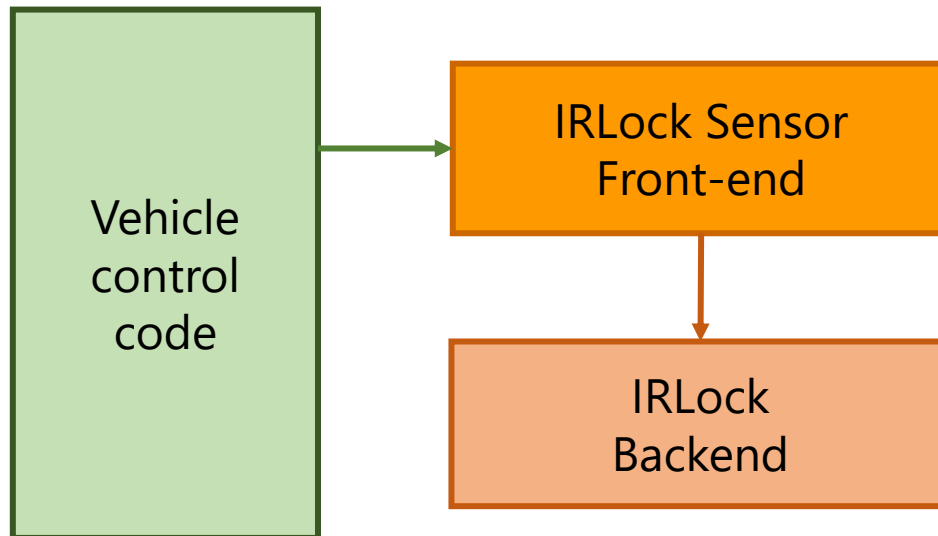 Vehicle
control
code
IRLock Sensor
Front-end
IRLock
Backend